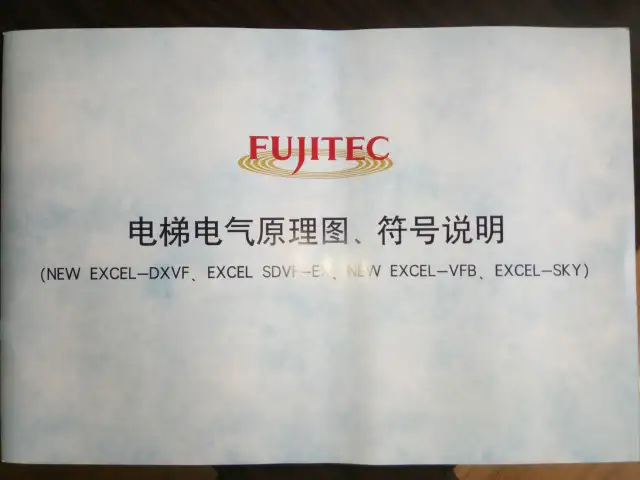 FUJITEC
电梯电气原理图、符号说明
(NEW EXCEL-DXVF、EXCEL SDVF-EX、NEW EXCEL-VFB、EXCEL-SKY)